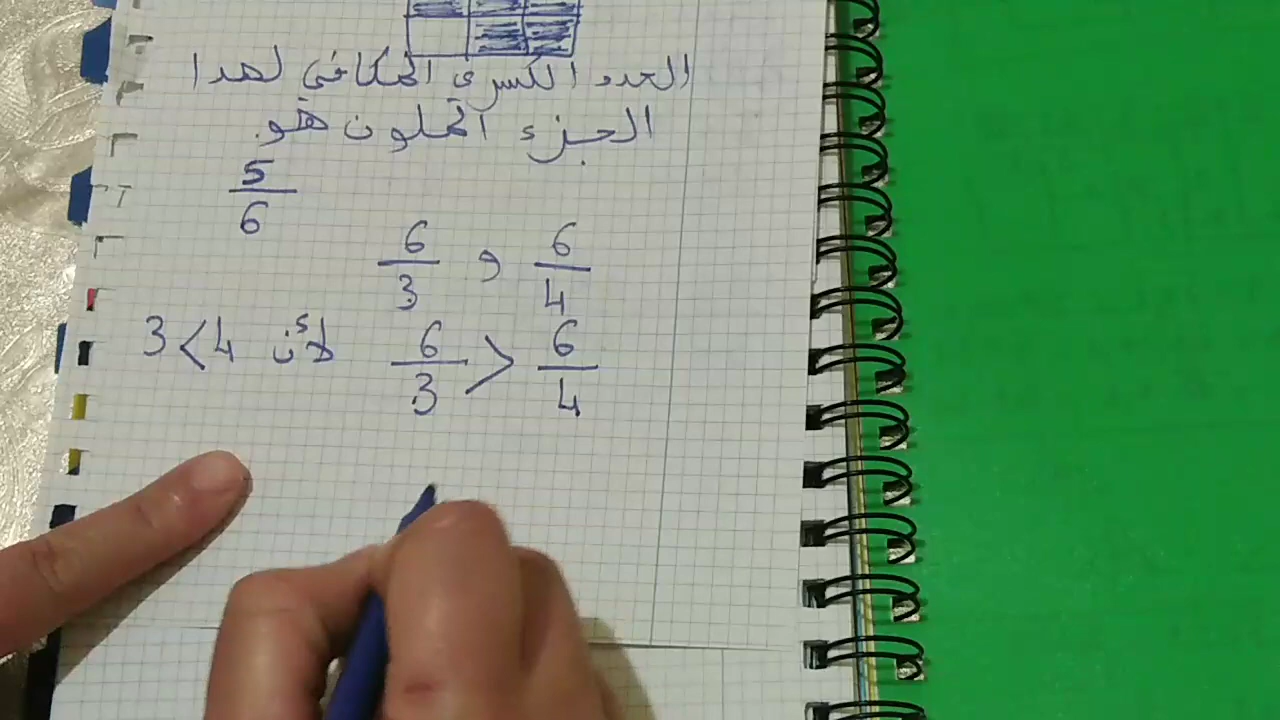 العدد الكسري المكافئ لهدا
الجزء الملون هو.
5/6
6/3 و 6/4
3 < 4 لأن 6/3 > 6/4